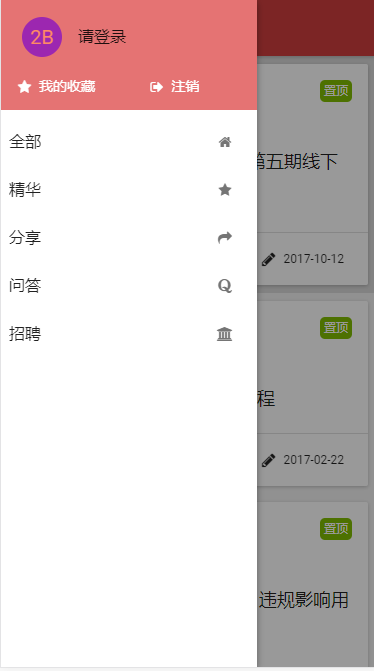 2B 请登录
我的收藏 注销
全部
精华
分享
问答
招聘
置顶
第五期线下
2017-10-12
置顶
程
2017-02-22
置顶
违规影响用